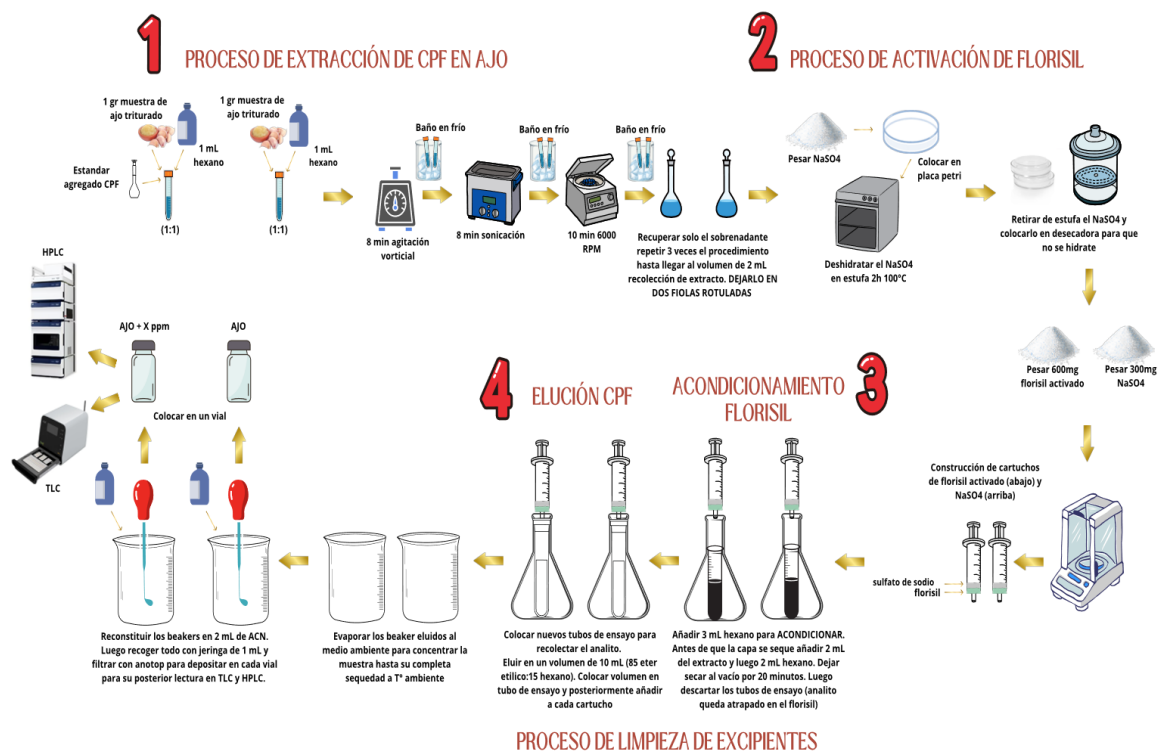 1
PROCESO DE EXTRACCIÓN DE CPF EN AJO
1 gr muestra de
ajo triturado
1 mL
hexano
Estandar
agregado CPF
(1:1)
1 gr muestra de
ajo triturado
1 mL
hexano
(1:1)
8 min agitación
vorticial
Baño en frío
8 min sonicación
Baño en frío
10 min 6000
RPM
Baño en frío
Recuperar solo el sobrenadante
repetir 3 veces el procedimiento
hasta llegar al volumen de 2 mL
recolección de extracto. DEJARLO EN
DOS FIOLAS ROTULADAS
2
PROCESO DE ACTIVACIÓN DE FLORISIL
Pesar NaSO4
Colocar en
placa petri
Deshidratar el NaSO4
en estufa 2h 100°C
Retirar de estufa el NaSO4 y
colocarlo en desecadora para que
no se hidrate
Pesar 600mg
florisil activado
Pesar 300mg
NaSO4
Construcción de cartuchos
de florisil activado (abajo) y
NaSO4 (arriba)
sulfato de sodio
florisil
3
ACONDICIONAMIENTO
FLORISIL
Añadir 3 mL hexano para ACONDICIONAR.
Antes de que la capa se seque añadir 2 mL
del extracto y luego 2 mL hexano. Dejar
secar al vacío por 20 minutos. Luego
descartar los tubos de ensayo (analito
queda atrapado en el florisil)
4
ELUCIÓN CPF
Colocar nuevos tubos de ensayo para
recolectar el analito.
Eluir en un volumen de 10 mL (85 eter
etilico:15 hexano). Colocar volumen en
tubo de ensayo y posteriormente añadir
a cada cartucho
Evaporar los beaker eluidos al
medio ambiente para concentrar la
muestra hasta su completa
sequedad a T° ambiente
Reconstituir los beakers en 2 mL de ACN.
Luego recoger todo con jeringa de 1 mL y
filtrar con anotop para depositar en cada vial
para su posterior lectura en TLC y HPLC.
Colocar en un vial
AJO + X ppm
AJO
HPLC
TLC
PROCESO DE LIMPIEZA DE EXCIPIENTES